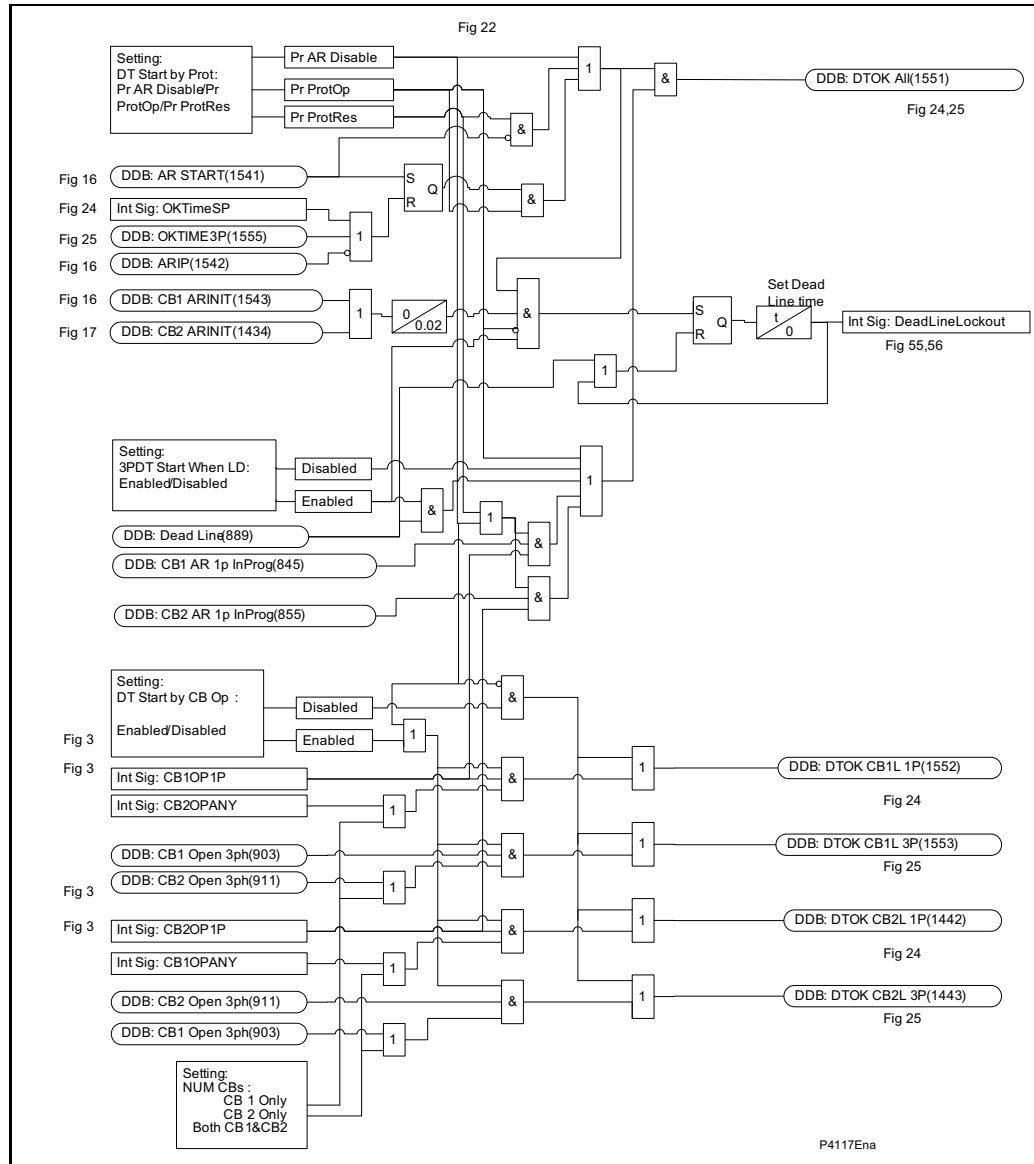 Fig 22
Setting:
DT Start by Prot:
Pr AR Disable/Pr
ProtOp/Pr ProtRes
Pr AR Disable
Pr ProtOp
Pr ProtRes
1
&
DDB: DTOK All(1551)
Fig 24,25
&
Fig 16
DDB: AR START(1541)
S
R
Q
&
Fig 24
Int Sig: OKTimeSP
Fig 25
DDB: OKTIME3P(1555)
1
Fig 16
DDB: ARIP(1542)
Fig 16
DDB: CB1 ARINIT(1543)
Fig 17
DDB: CB2 ARINIT(1434)
1
0
0.02
&
S
R
Q
Set Dead
Line time
t
0
Int Sig: DeadLineLockout
Fig 55,56
1
Setting:
3PDT Start When LD:
Enabled/Disabled
Disabled
Enabled
&
1
1
&
DDB: Dead Line(889)
DDB: CB1 AR 1p InProg(845)
&
DDB: CB2 AR 1p InProg(855)
Setting:
DT Start by CB Op :
Enabled/Disabled
Disabled
Enabled
&
1
Fig 3
Fig 3
Int Sig: CB1OP1P
&
1
DDB: DTOK CB1L 1P(1552)
Fig 24
Int Sig: CB2OPANY
1
DDB: CB1 Open 3ph(903)
&
1
DDB: DTOK CB1L 3P(1553)
Fig 25
DDB: CB2 Open 3ph(911)
1
Fig 3
Fig 3
Int Sig: CB2OP1P
&
1
DDB: DTOK CB2L 1P(1442)
Fig 24
Int Sig: CB1OPANY
1
DDB: CB2 Open 3ph(911)
&
1
DDB: DTOK CB2L 3P(1443)
Fig 25
DDB: CB1 Open 3ph(903)
1
Setting:
NUM CBs :
CB 1 Only
CB 2 Only
Both CB1&CB2
P4117Ena